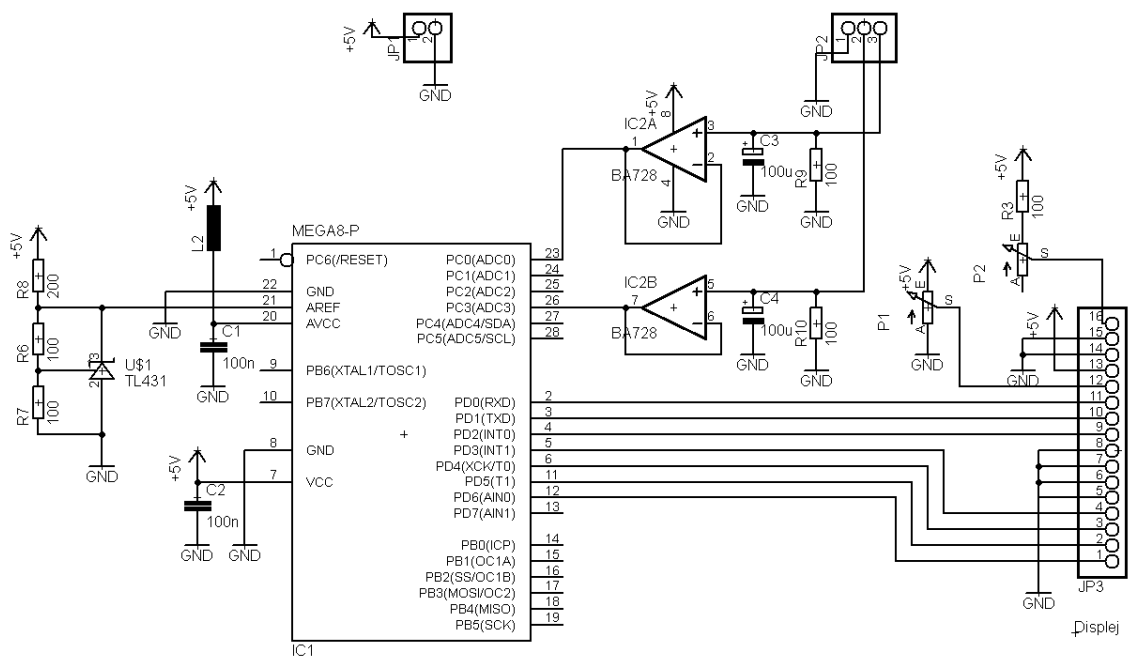 +5V
JP1
1
2
GND
JP2
1
2
3
GND
+5V
8
IC2A
1
3
2
4
BA728
GND
C3
100u
GND
R9
100
GND
+5V
R3
100
E
S
P2
A
+5V
L2
+5V
R8
200
R6
100
R7
100
3
2
U$1
TL431
GND
GND
C1
100n
GND
+5V
C2
100n
GND
GND
MEGA8-P
1 PC6(/RESET)
22 GND
21 AREF
20 AVCC
9 PB6(XTAL1/TOSC1)
10 PB7(XTAL2/TOSC2)
8 GND
7 VCC
PC0(ADC0) 23
PC1(ADC1) 24
PC2(ADC2) 25
PC3(ADC3) 26
PC4(ADC4/SDA) 27
PC5(ADC5/SCL) 28
PD0(RXD) 2
PD1(TXD) 3
PD2(INT0) 4
PD3(INT1) 5
PD4(XCK/T0) 6
PD5(T1) 11
PD6(AIN0) 12
PD7(AIN1) 13
PB0(ICP) 14
PB1(OC1A) 15
PB2(SS/OC1B) 16
PB3(MOSI/OC2) 17
PB4(MISO) 18
PB5(SCK) 19
IC1
IC2B
7
5
6
BA728
C4
100u
GND
R10
100
GND
+5V
E
S
P1
A
GND
+5V
GND
16
15
14
13
12
11
10
9
8
7
6
5
4
3
2
1
GND
JP3
Displej